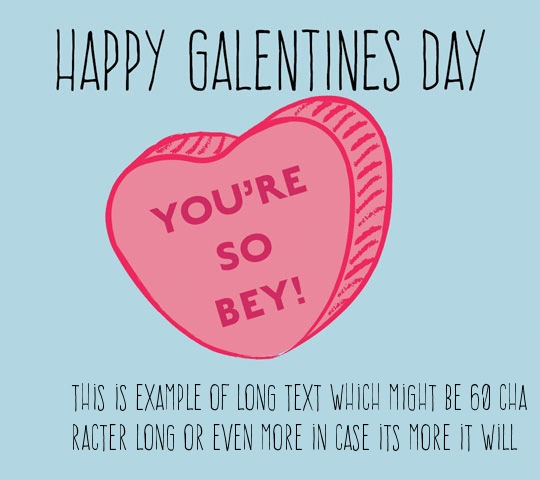 HAPPY GALENTINES DAY
YOU'RE
SO
BEY!
THIS IS EXAMPLE OF LONG TEXT WHICH MIGHT BE 60 CHA
RACTER LONG OR EVEN MORE IN CASE ITS MORE IT WILL